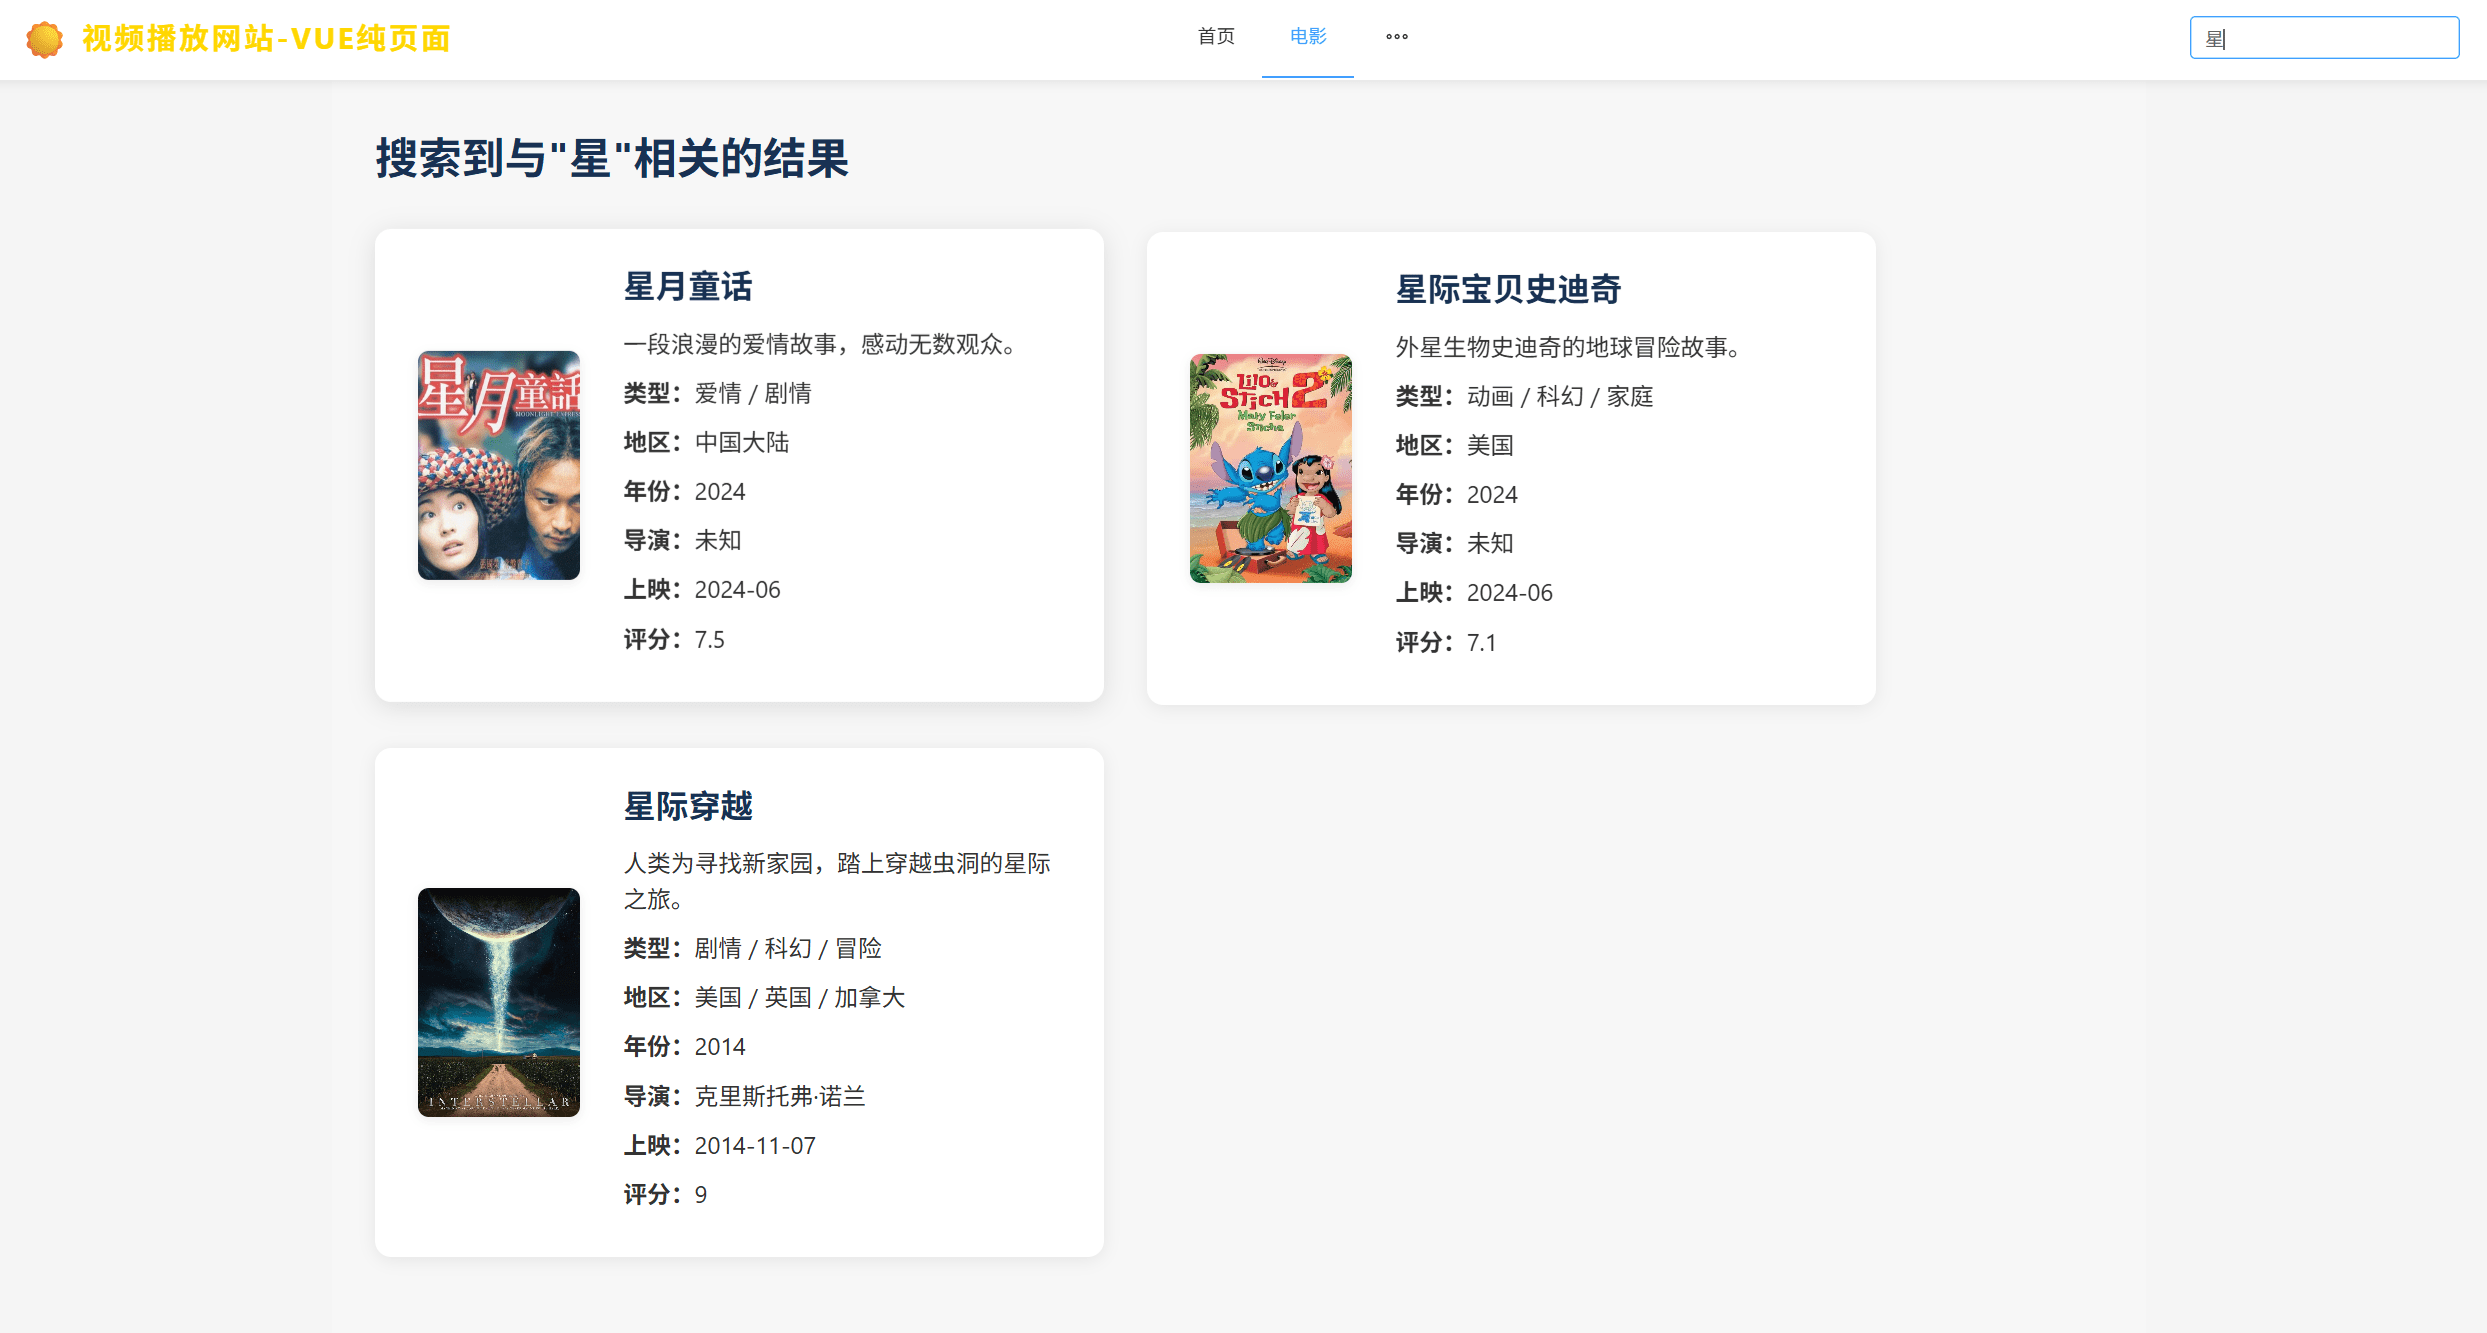 视频播放网站-VUE纯页面
首页
电影
星
搜索到与"星"相关的结果
星月童話
星月童话
一段浪漫的爱情故事，感动无数观众。
类型：爱情 / 剧情
地区：中国大陆
年份：2024
导演：未知
上映：2024-06
评分：7.5
Lilo &
Stitch 2
星际宝贝史迪奇
外星生物史迪奇的地球冒险故事。
类型：动画 / 科幻 / 家庭
地区：美国
年份：2024
导演：未知
上映：2024-06
评分：7.1
INTERSTELLAR
星际穿越
人类为寻找新家园，踏上穿越虫洞的星际
之旅。
类型：剧情 / 科幻 / 冒险
地区：美国 / 英国 / 加拿大
年份：2014
导演：克里斯托弗·诺兰
上映：2014-11-07
评分：9